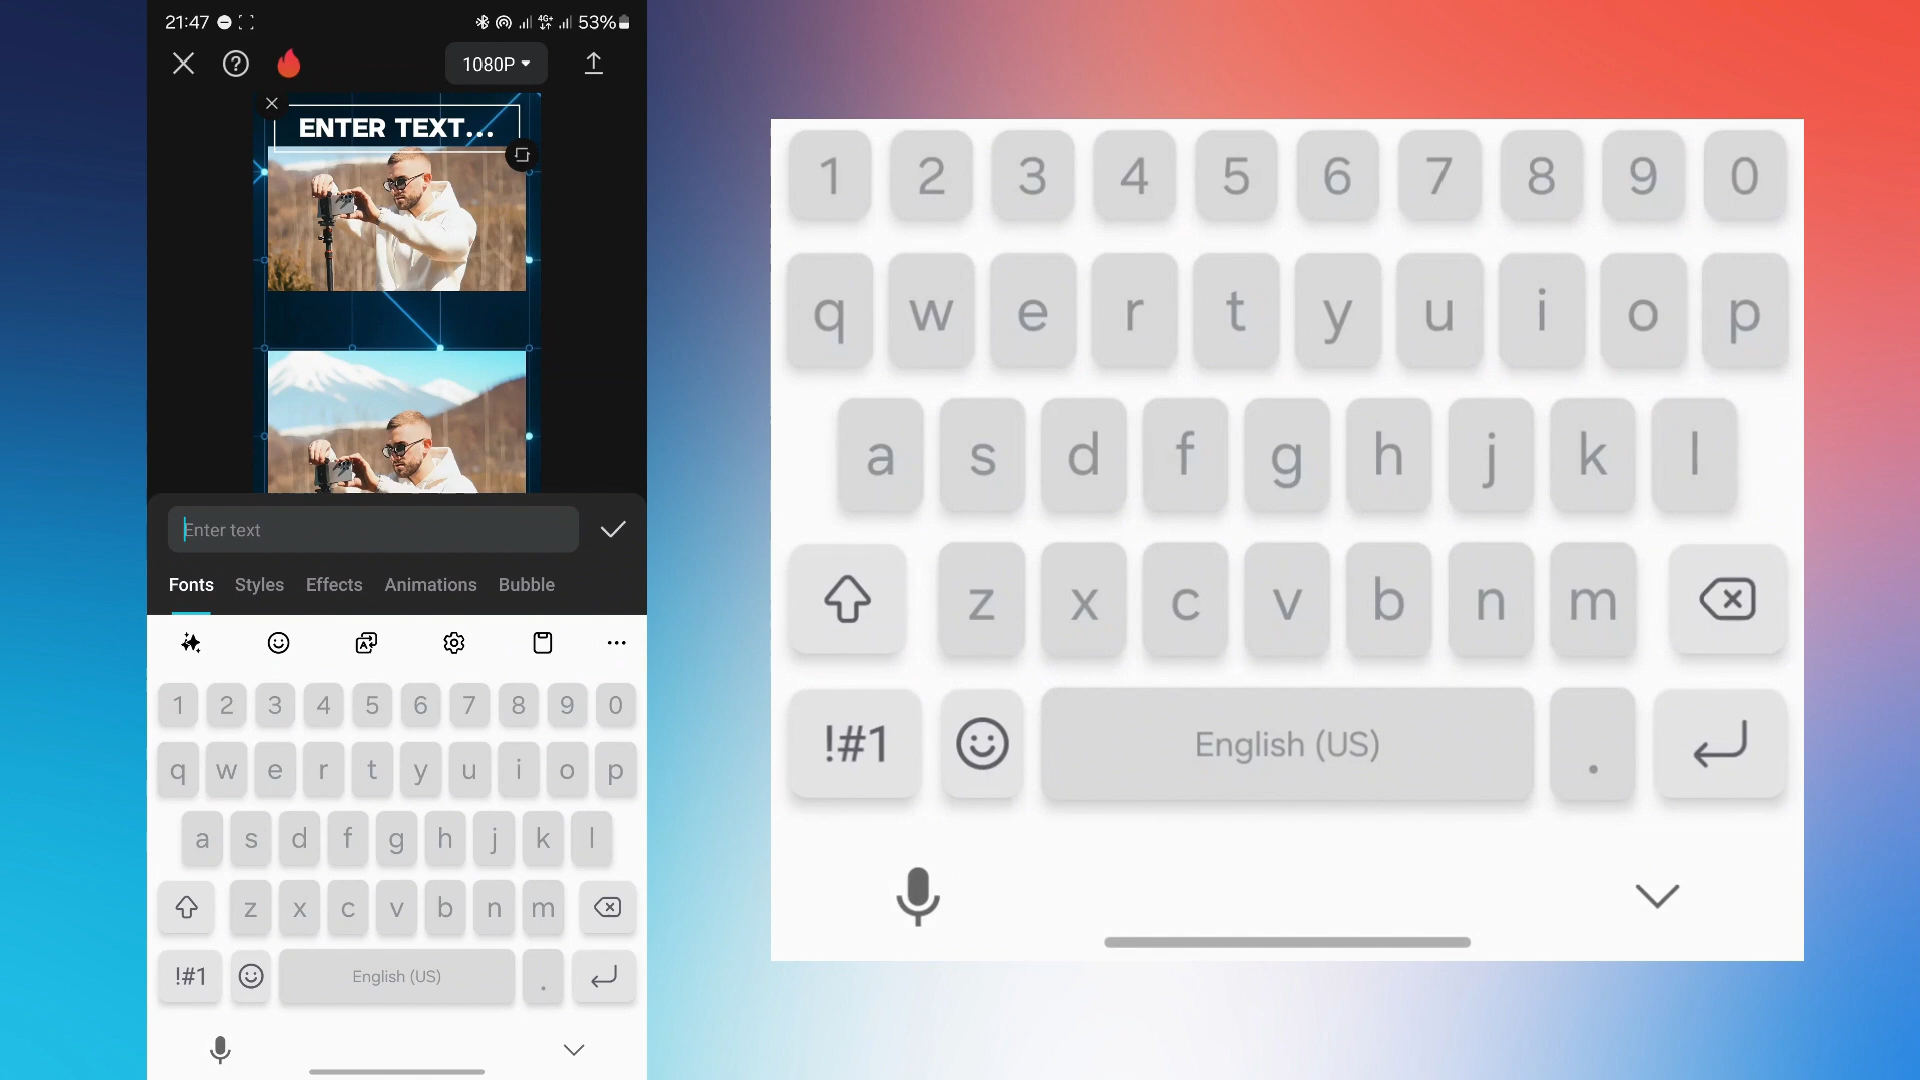 21:47 4G+ 53%
1080P
ENTER TEXT...
Enter text
Fonts Styles Effects Animations Bubble
1 2 3 4 5 6 7 8 9 0
q w e r t y u i o p
a s d f g h j k l
z x c v b n m
!#1 English (US) .
1 2 3 4 5 6 7 8 9 0
q w e r t y u i o p
a s d f g h j k l
z x c v b n m
!#1 English (US) .